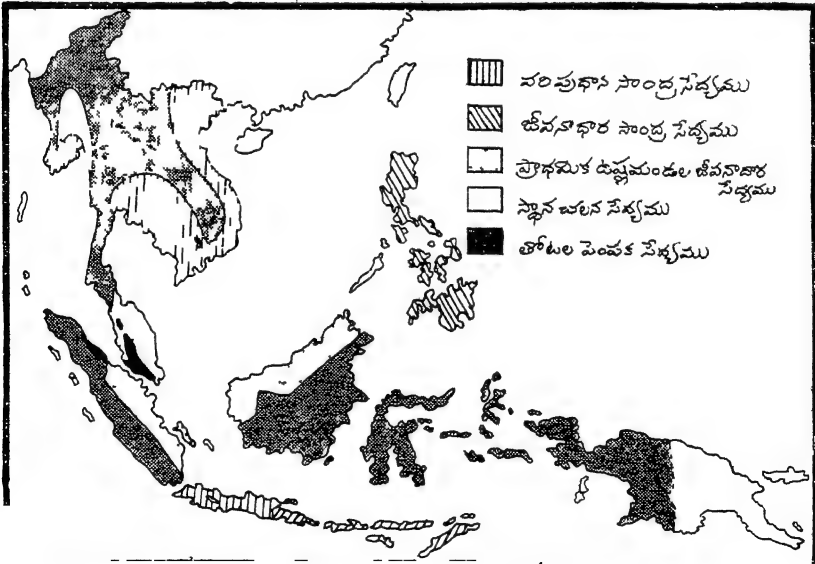 వరిప్రధాన సాంద్ర సేద్యము
జీవనాధార సాంద్ర సేద్యము
ప్రాథమిక ఉష్ణమండల జీవనాధార
సేద్యము
స్థాన చలన సేద్యము
తోటల పెంపక సేద్యము